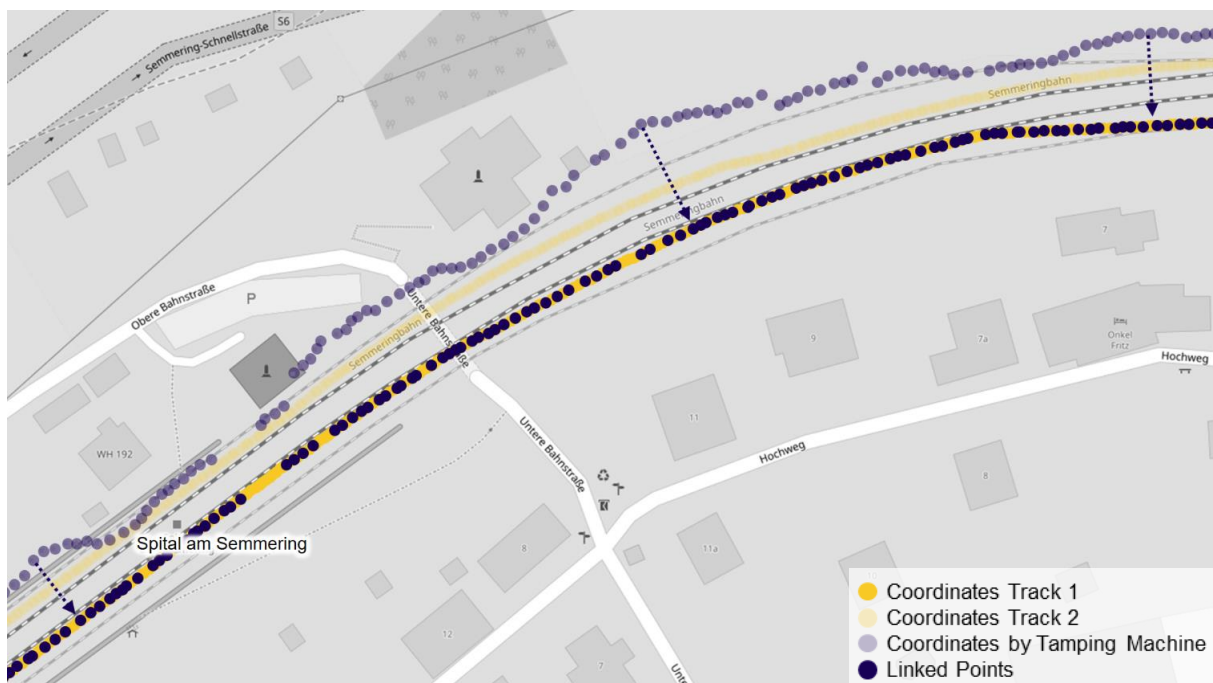 S6
Semmering-Schnellstraße
Semmeringbahn
Semmeringbahn
Obere Bahnstraße
P
Untere Bahnstraße
Semmeringbahn
7
9
7a
Onkel
Fritz
Hochweg
11
WH 192
Untere Bahnstraße
Hochweg
8
Spital am Semmering
8
11a
12
7
Coordinates Track 1
Coordinates Track 2
Coordinates by Tamping Machine
Linked Points